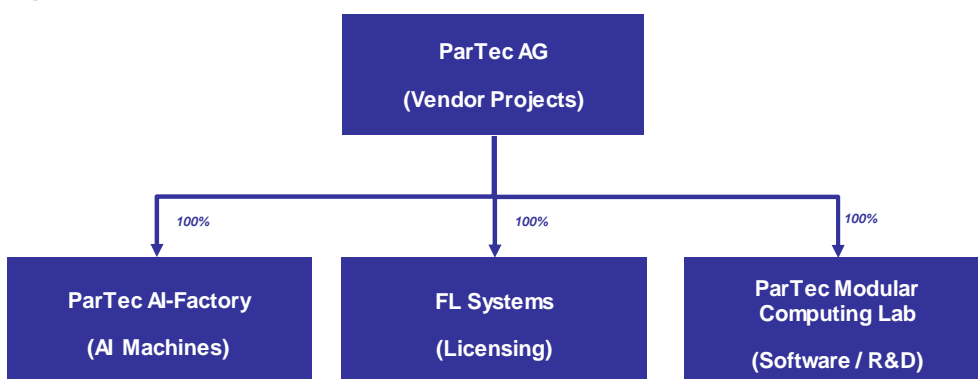 ParTec AG
(Vendor Projects)
100%
100%
100%
ParTec AI-Factory
(AI Machines)
FL Systems
(Licensing)
ParTec Modular
Computing Lab
(Software / R&D)